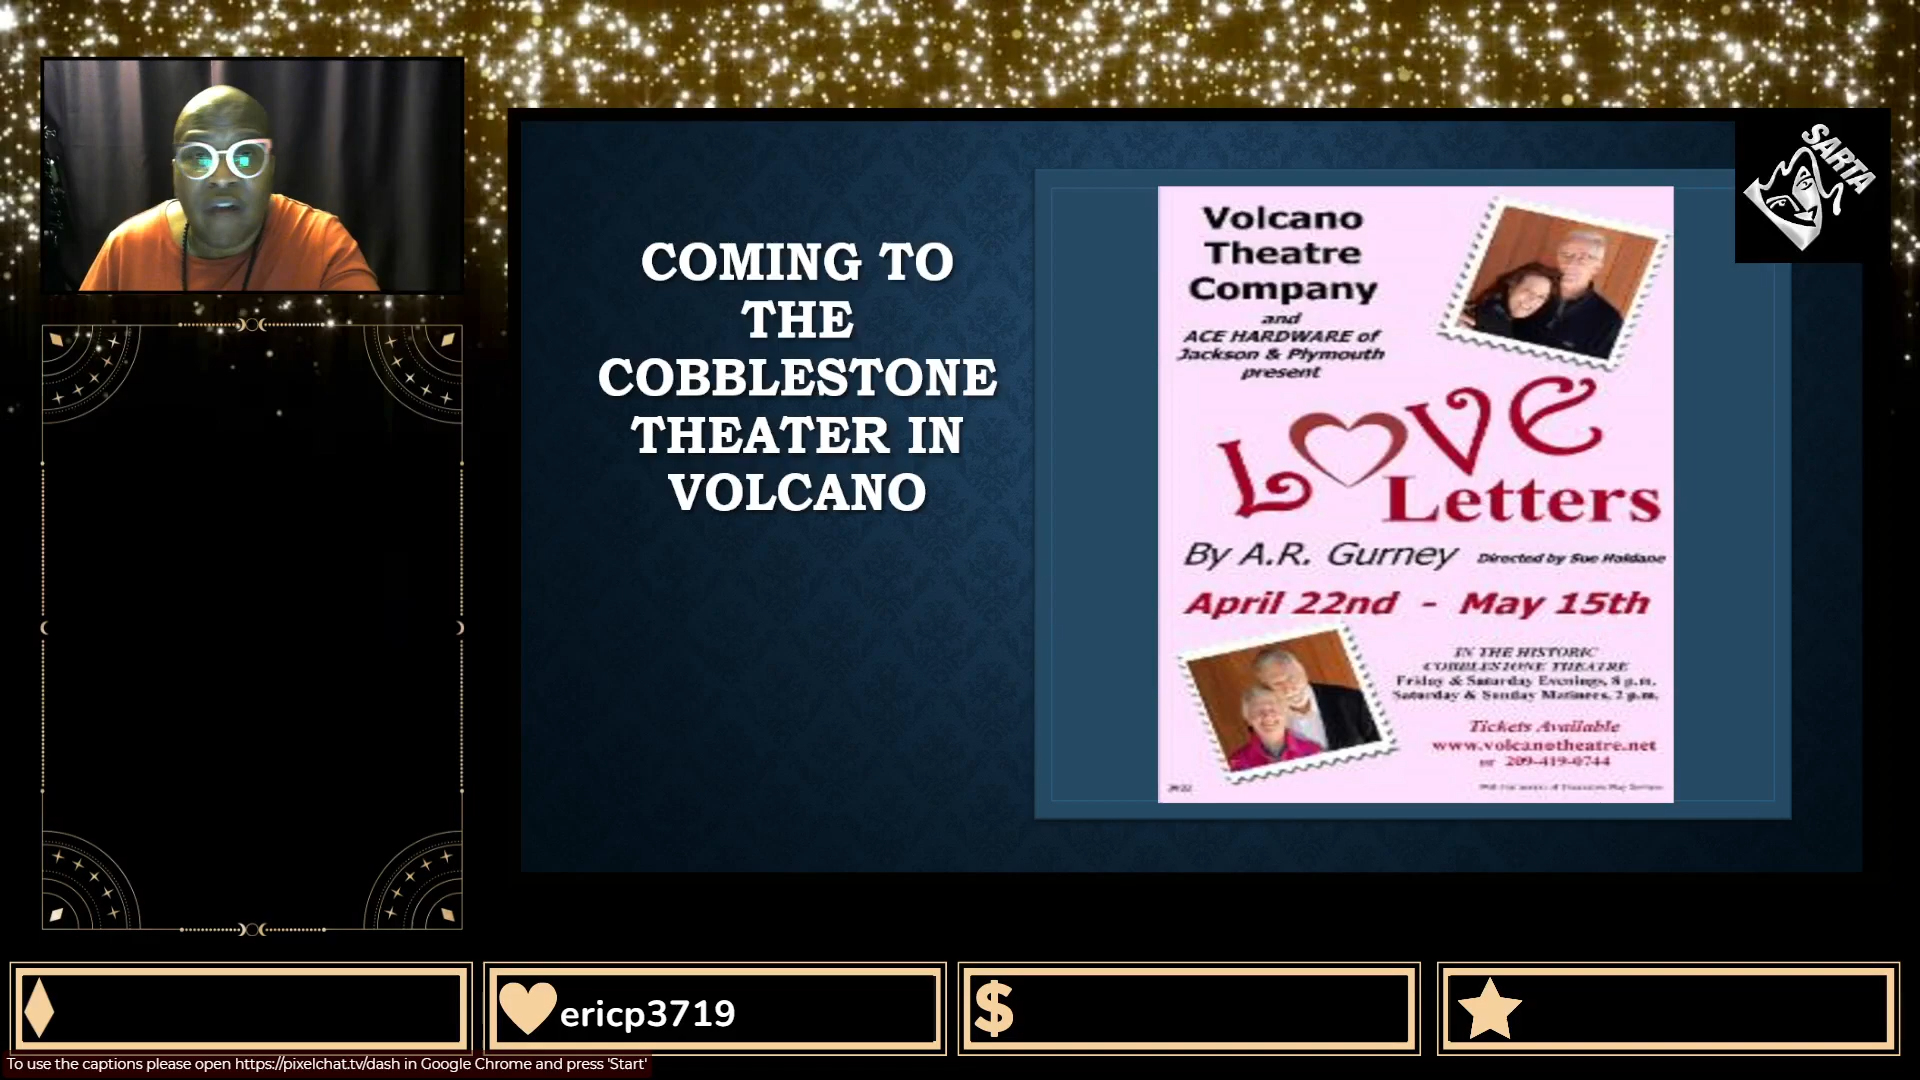 SARTA
COMING TO
THE
COBBLESTONE
THEATER IN
VOLCANO
Volcano
Theatre
Company
and
ACE HARDWARE of
Jackson & Plymouth
present
LOVE
Letters
By A.R. Gurney Directed by Sue Haldane
April 22nd - May 15th
IN THE HISTORIC
COBBLESTONE THEATRE
Friday & Saturday Evenings, 8 p.m.
Saturday & Sunday Matinees, 2 p.m.
Tickets Available
www.volcanotheatre.net
or 209-419-0744
ericp3719
$
To use the captions please open https://pixelchat.tv/dash in Google Chrome and press 'Start'